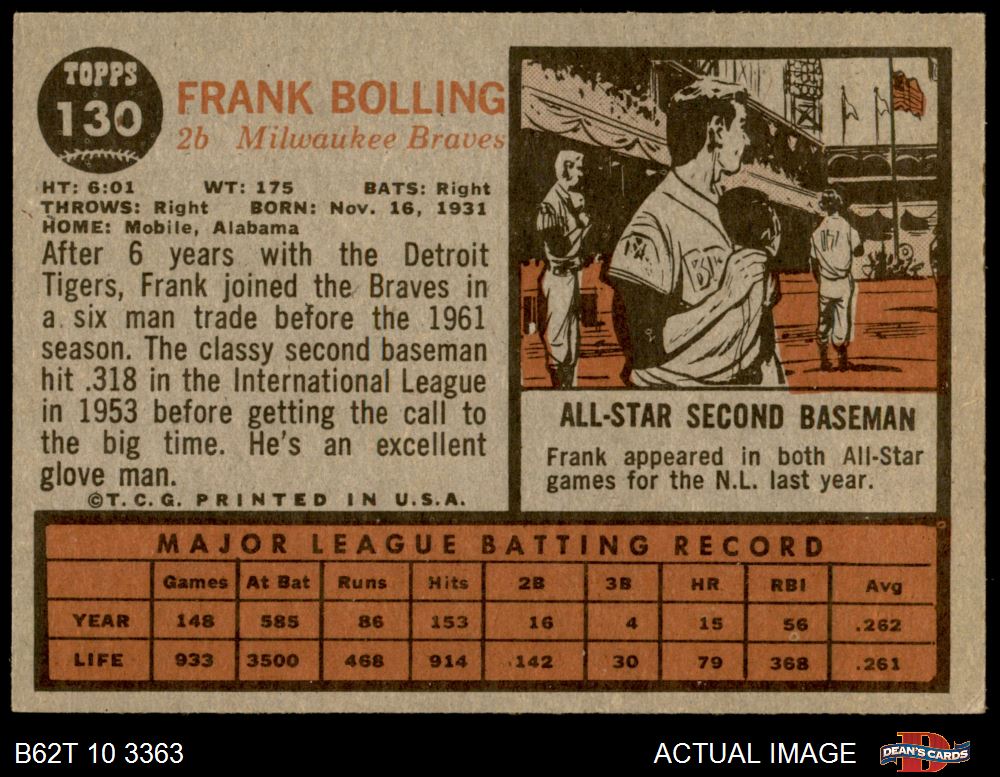 TOPPS
130
FRANK BOLLING
2b Milwaukee Braves
HT: 6:01 WT: 175 BATS: Right
THROWS: Right BORN: Nov. 16, 1931
HOME: Mobile, Alabama
After 6 years with the Detroit
Tigers, Frank joined the Braves in
a six man trade before the 1961
season. The classy second baseman
hit .318 in the International League
in 1953 before getting the call to
the big time. He's an excellent
glove man.
©T.C.G. PRINTED IN U.S.A.
ALL-STAR SECOND BASEMAN
Frank appeared in both All-Star
games for the N.L. last year.
MAJOR LEAGUE BATTING RECORD
Games At Bat Runs Hits 2B 3B HR RBI Avg
YEAR 148 585 86 153 16 4 15 56 .262
LIFE 933 3500 468 914 142 30 79 368 .261
B62T 10 3363
ACTUAL IMAGE
DEAN'S CARDS